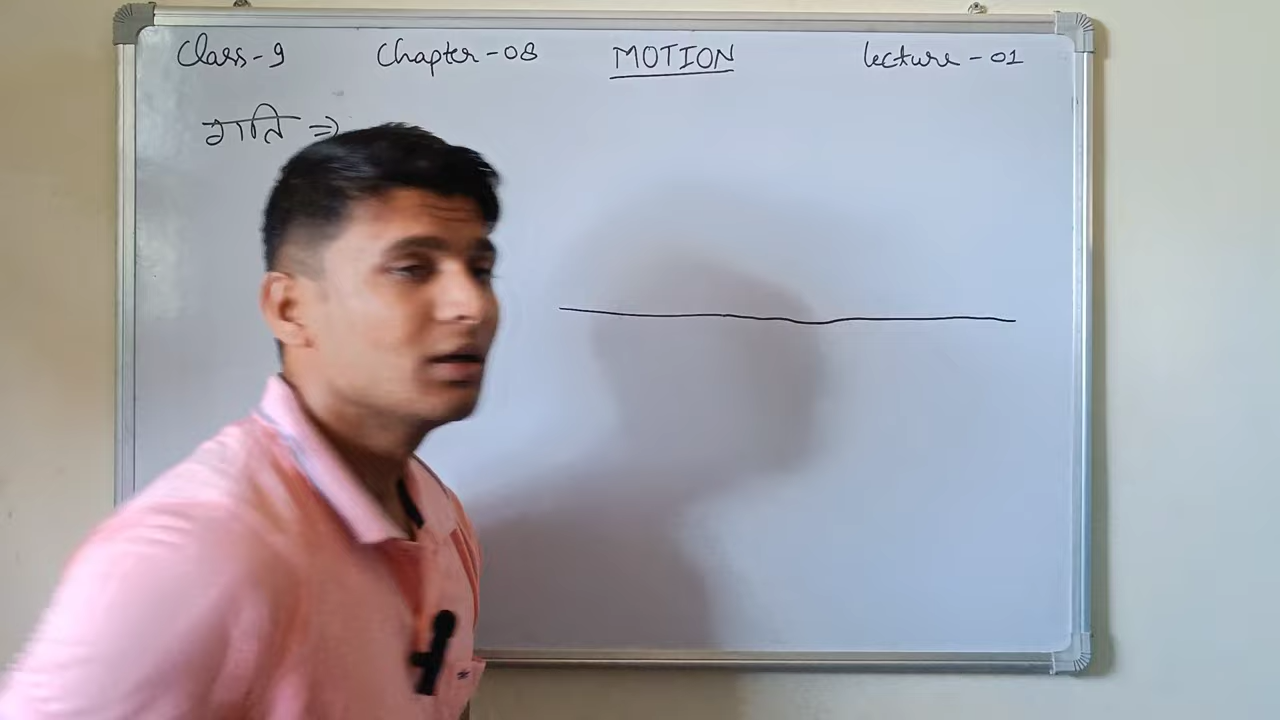 Class-9 Chapter-08 MOTION lecture-01
गति ⇒